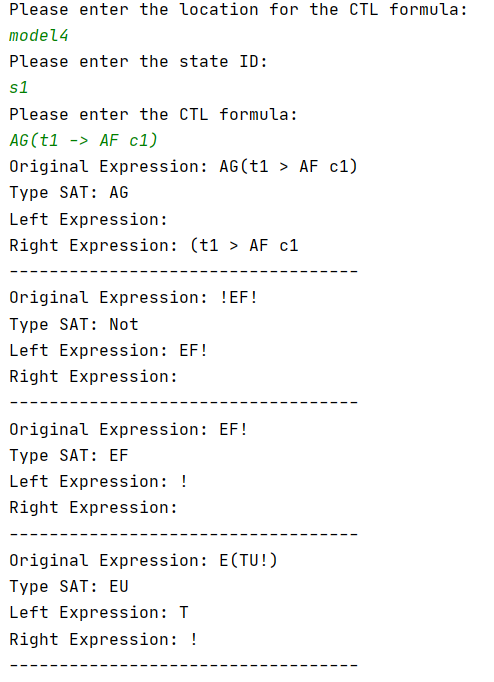 Please enter the location for the CTL formula:
model4
Please enter the state ID:
s1
Please enter the CTL formula:
AG(t1 -> AF c1)
Original Expression: AG(t1 > AF c1)
Type SAT: AG
Left Expression:
Right Expression: (t1 > AF c1
-----------------------------------
Original Expression: !EF!
Type SAT: Not
Left Expression: EF!
Right Expression:
-----------------------------------
Original Expression: EF!
Type SAT: EF
Left Expression: !
Right Expression:
-----------------------------------
Original Expression: E(TU!)
Type SAT: EU
Left Expression: T
Right Expression: !
-----------------------------------